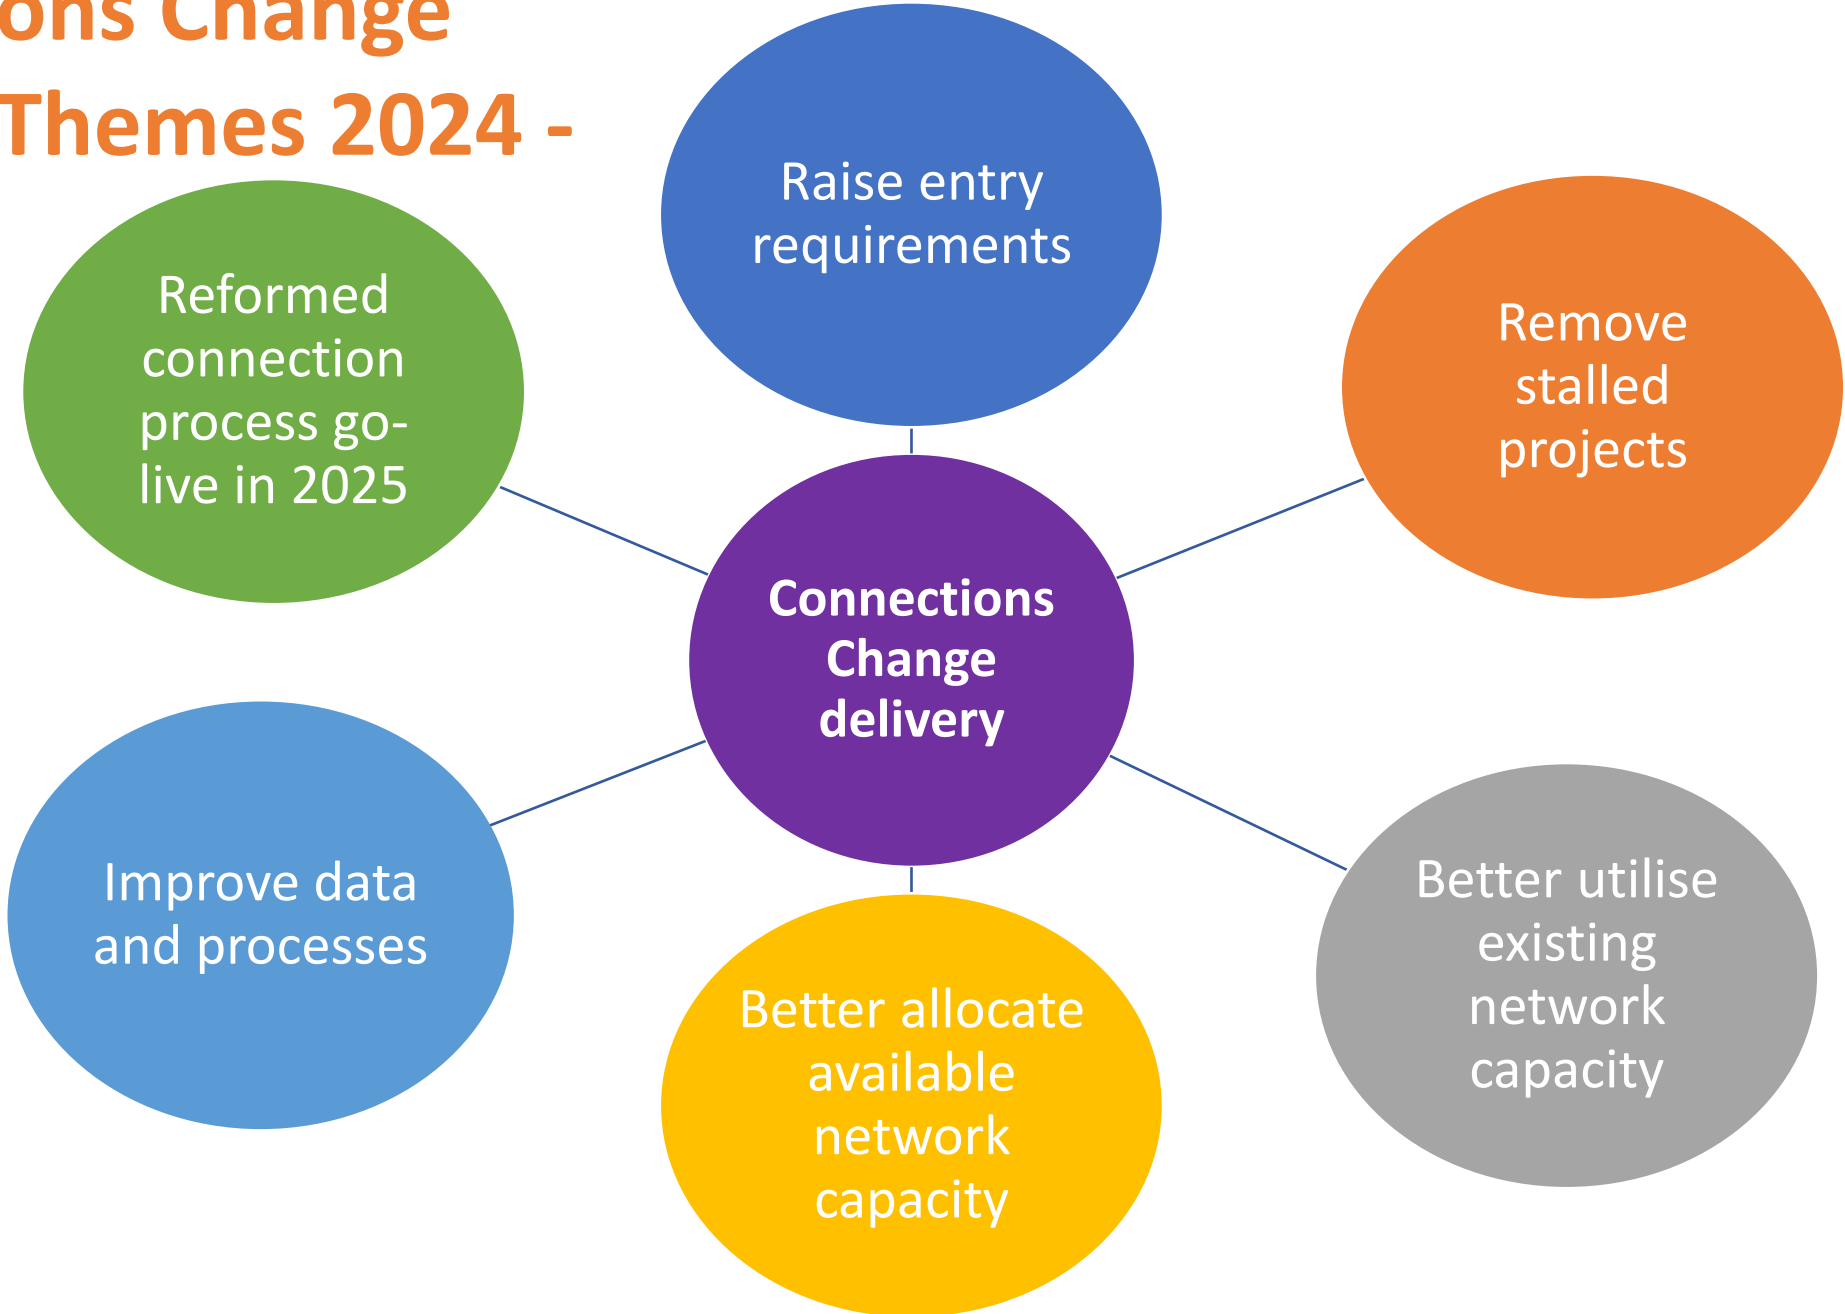 ons Change
Themes 2024 -
Raise entry
requirements
Reformed
connection
process go-
live in 2025
Remove
stalled
projects
Connections
Change
delivery
Improve data
and processes
Better utilise
existing
network
capacity
Better allocate
available
network
capacity